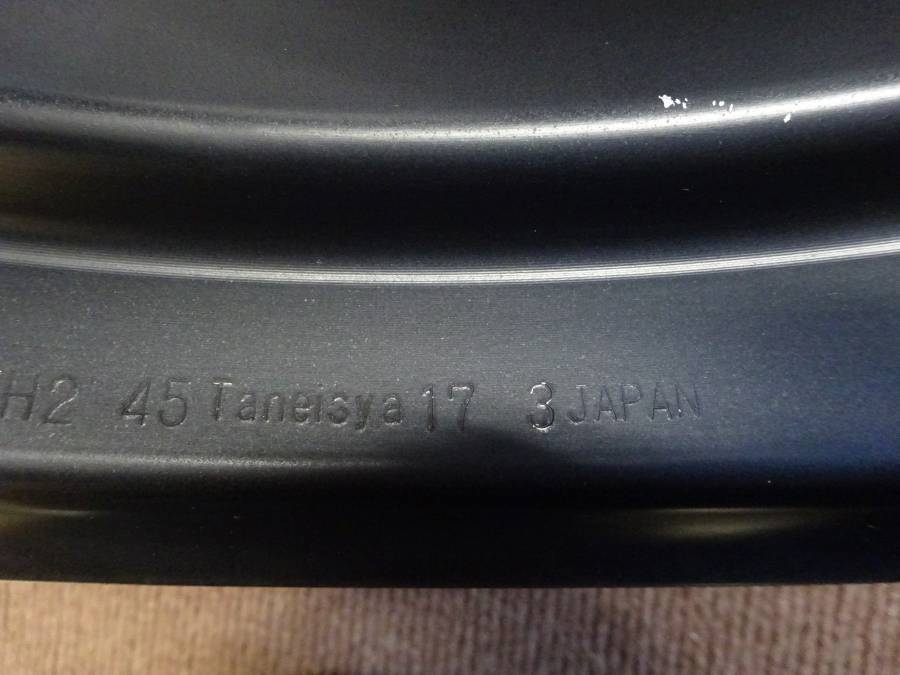 H2 45 Taneisya 17 3 JAPAN